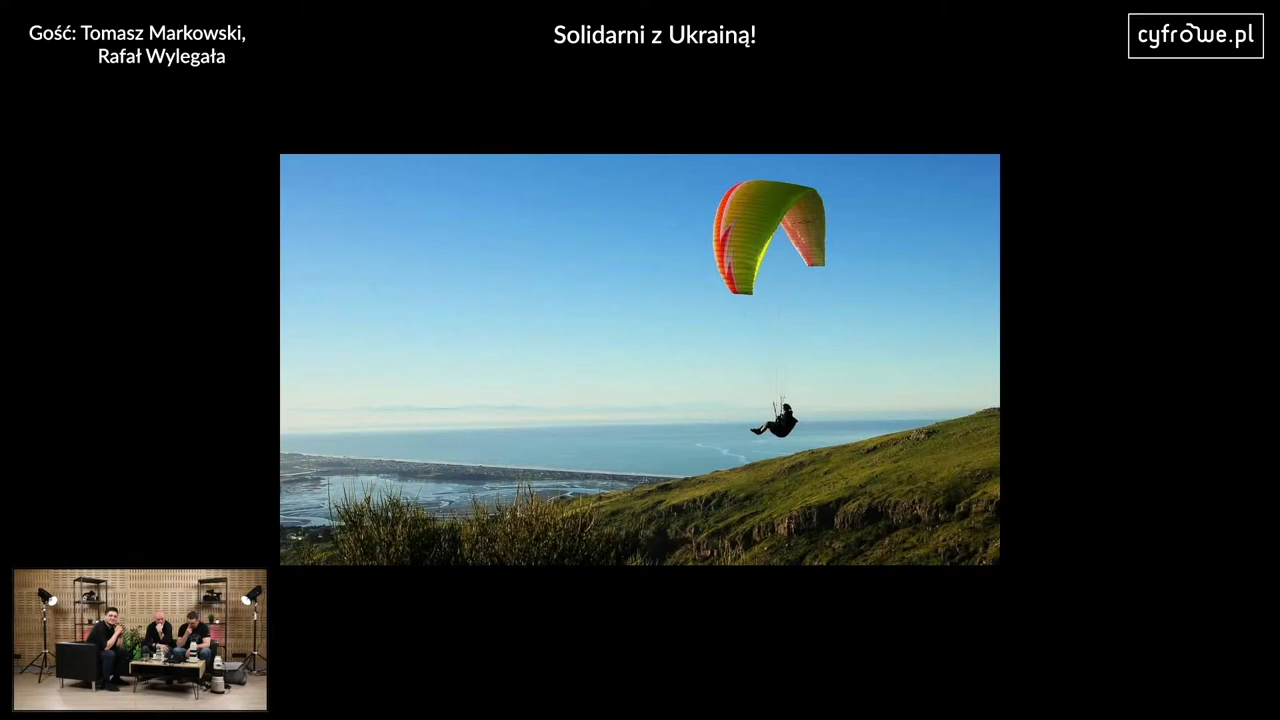 Gość: Tomasz Markowski,
Rafał Wylegała
Solidarni z Ukrainą!
cyfrowe.pl